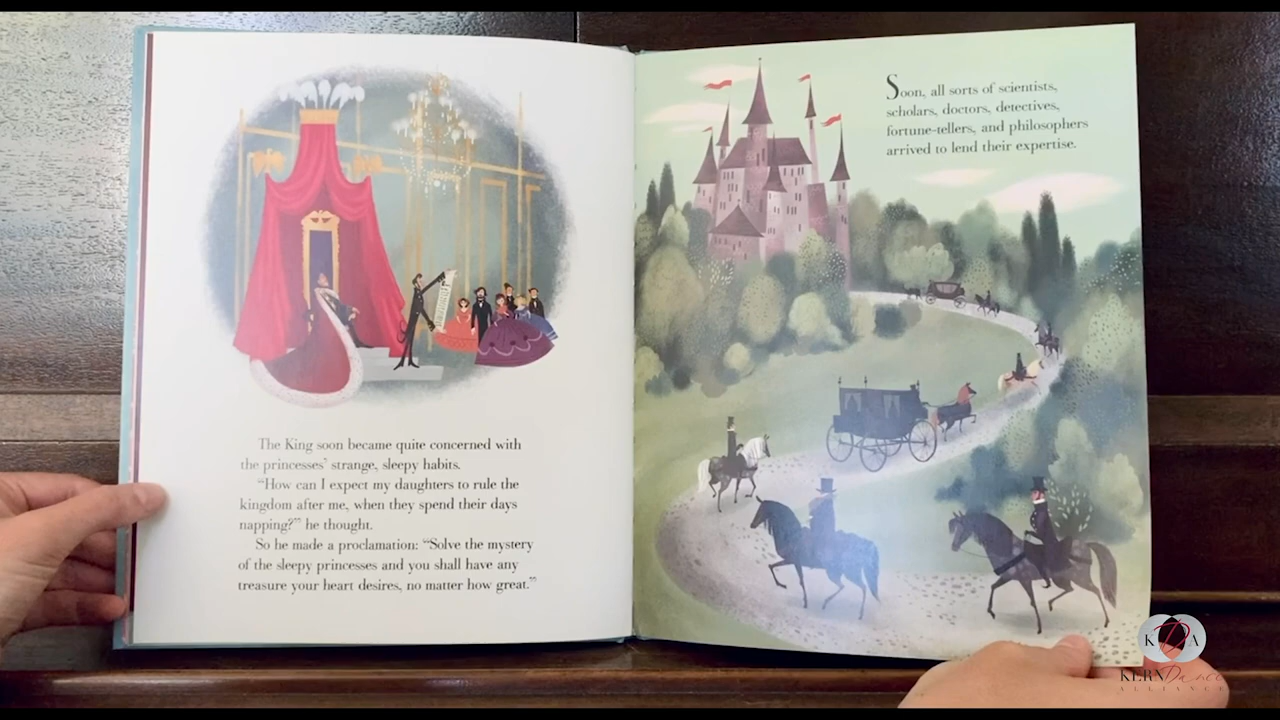 The King soon became quite concerned with
the princesses' strange, sleepy habits.
"How can I expect my daughters to rule the
kingdom after me, when they spend their days
napping?" he thought.
So he made a proclamation: "Solve the mystery
of the sleepy princesses and you shall have any
treasure your heart desires, no matter how great."
Soon, all sorts of scientists,
scholars, doctors, detectives,
fortune-tellers, and philosophers
arrived to lend their expertise.
K D A
KERN Dance
ALLIANCE